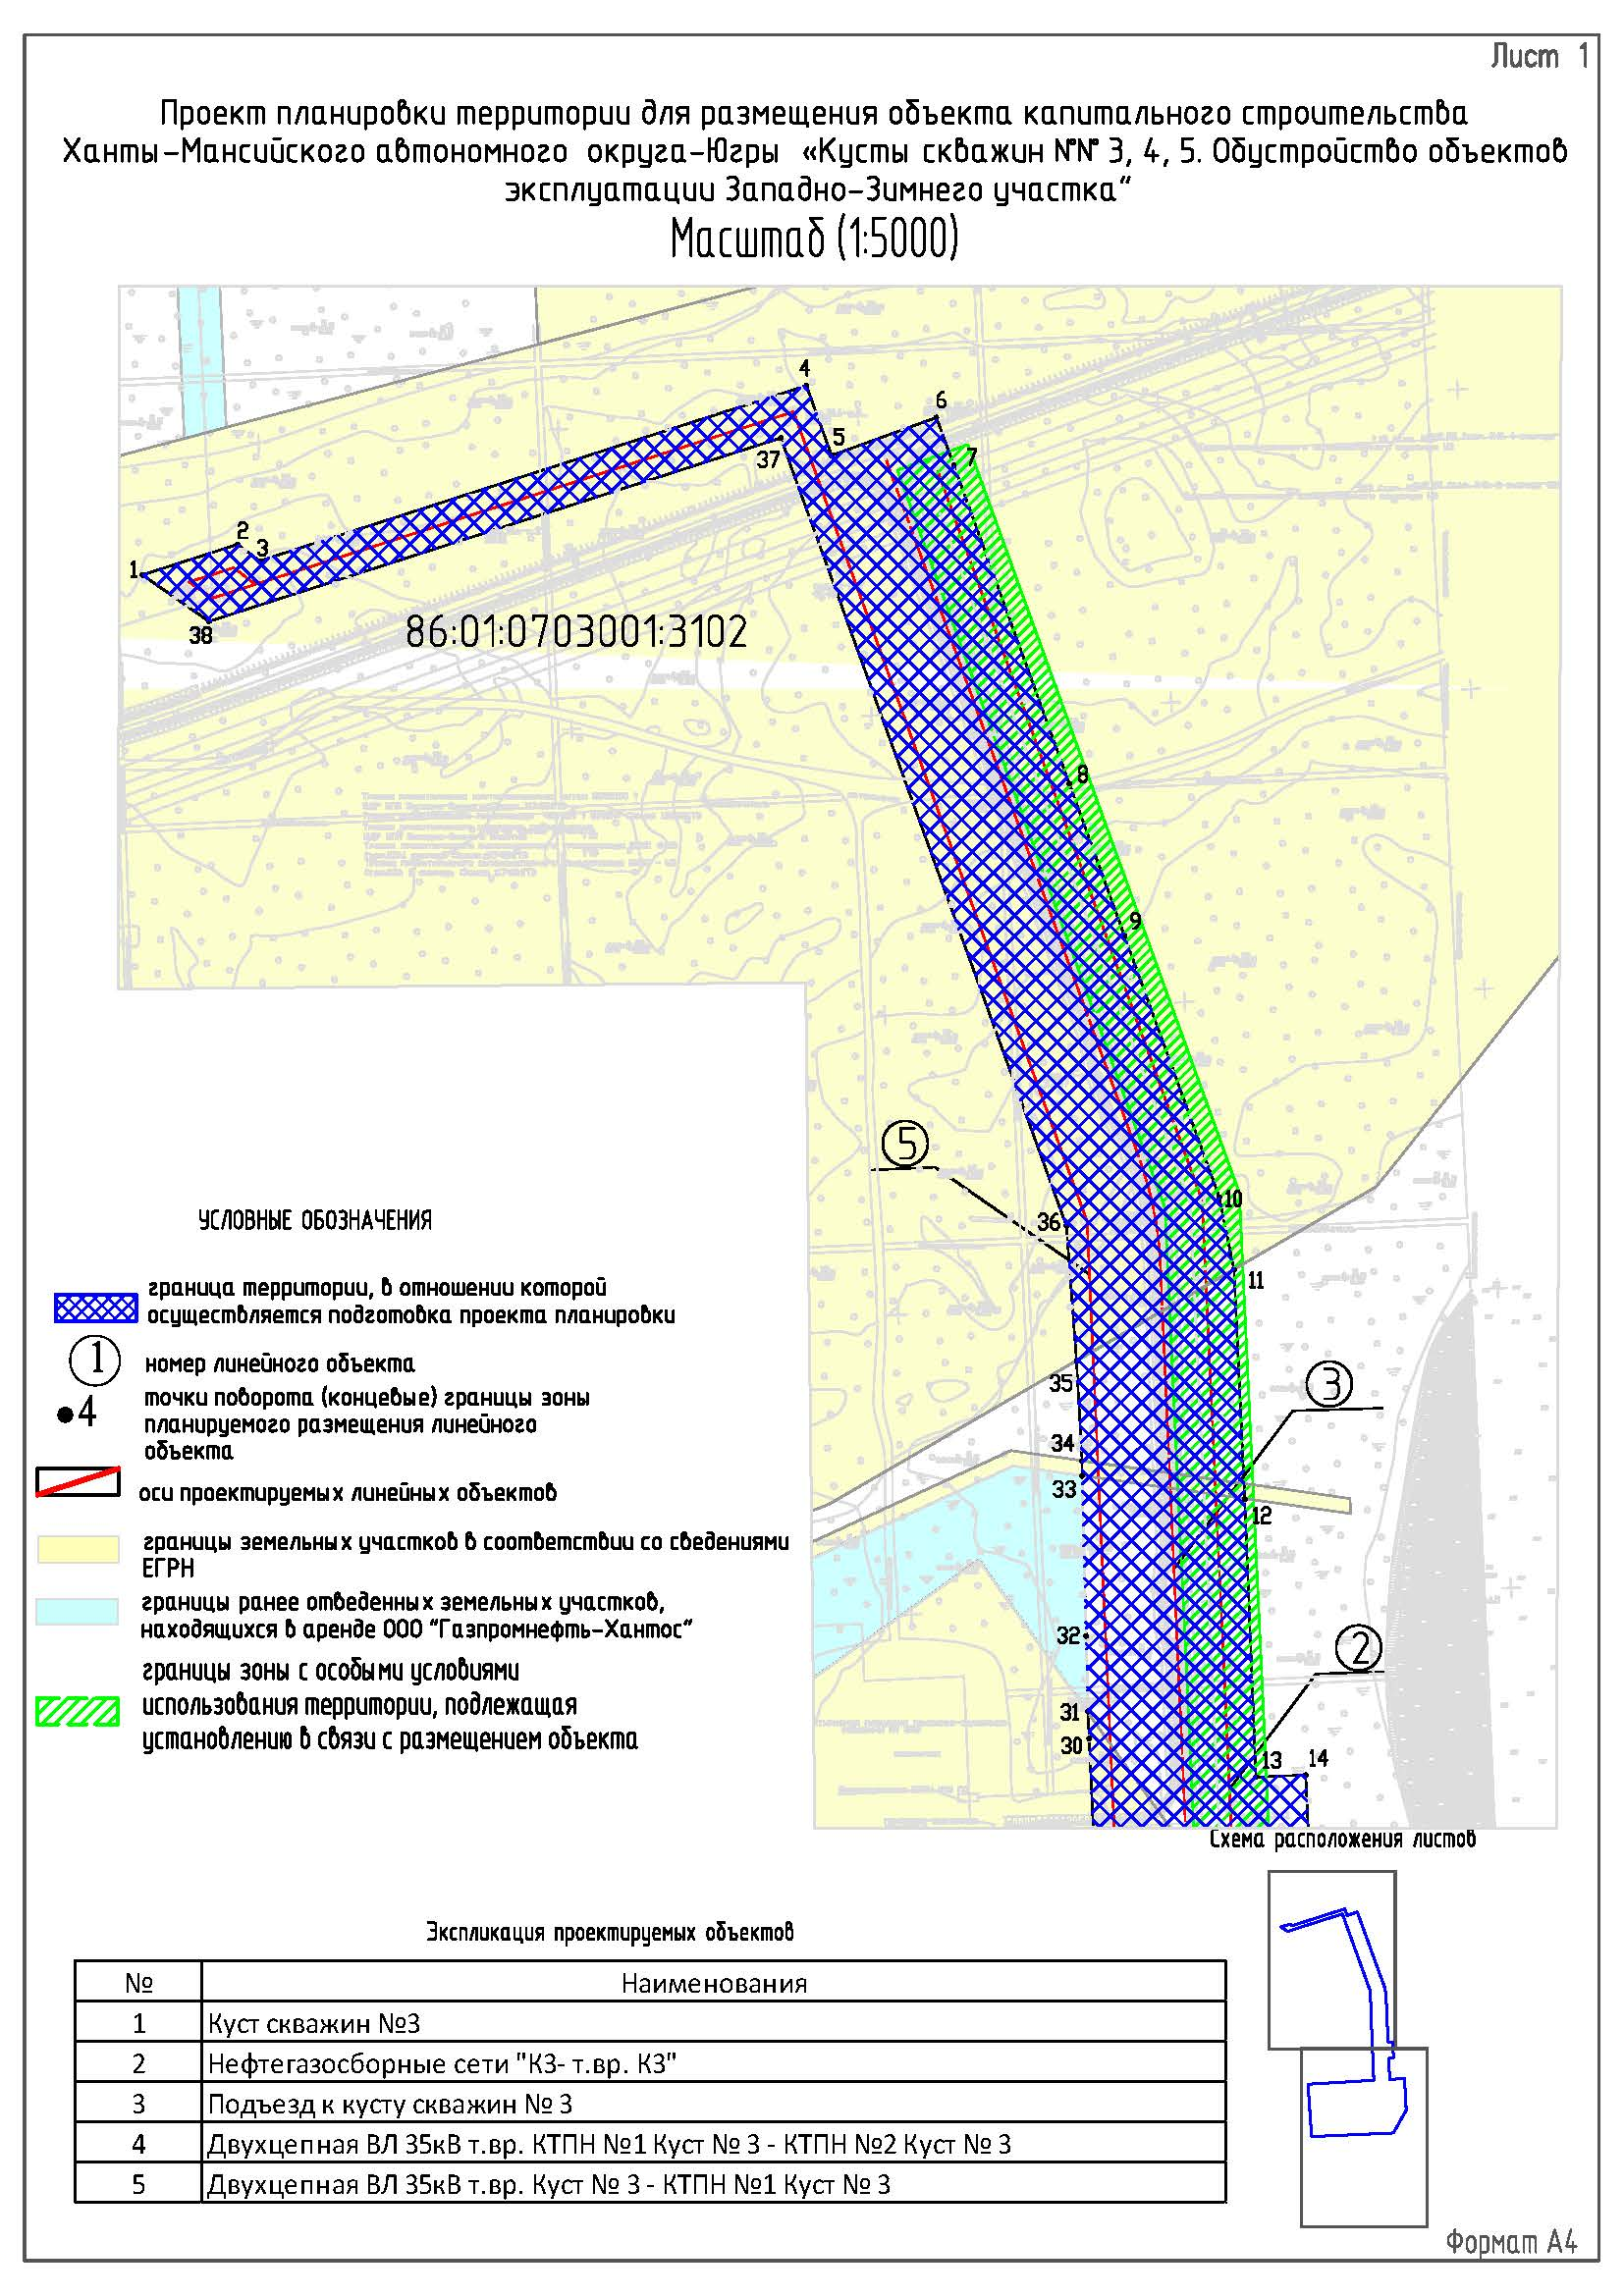 Лист 1
Проект планировки территории для размещения объекта капитального строительства
Ханты-Мансийского автономного округа-Югры «Кусты скважин №№ 3, 4, 5. Обустройство объектов
эксплуатации Западно-Зимнего участка"
Масштаб (1:5000)
4
6
5
37
7
2
3
1
38
86:01:0703001:3102
8
9
5
10
36
11
35
3
34
33
12
32
2
31
30
13
14
УСЛОВНЫЕ ОБОЗНАЧЕНИЯ
граница территории, в отношении которой
осуществляется подготовка проекта планировки
1
номер линейного объекта
4
точки поворота (концевые) границы зоны
планируемого размещения линейного
объекта
оси проектируемых линейных объектов
границы земельных участков в соответствии со сведениями
ЕГРН
границы ранее отведенных земельных участков,
находящихся в аренде ООО "Газпромнефть-Хантос"
границы зоны с особыми условиями
использования территории, подлежащая
установлению в связи с размещением объекта
Схема расположения листов
Экспликация проектируемых объектов
№ Наименования
1 Куст скважин №3
2 Нефтегазосборные сети "К3- т.вр. К3"
3 Подъезд к кусту скважин № 3
4 Двухцепная ВЛ 35кВ т.вр. КТПН №1 Куст № 3 - КТПН №2 Куст № 3
5 Двухцепная ВЛ 35кВ т.вр. Куст № 3 - КТПН №1 Куст № 3
Формат А4